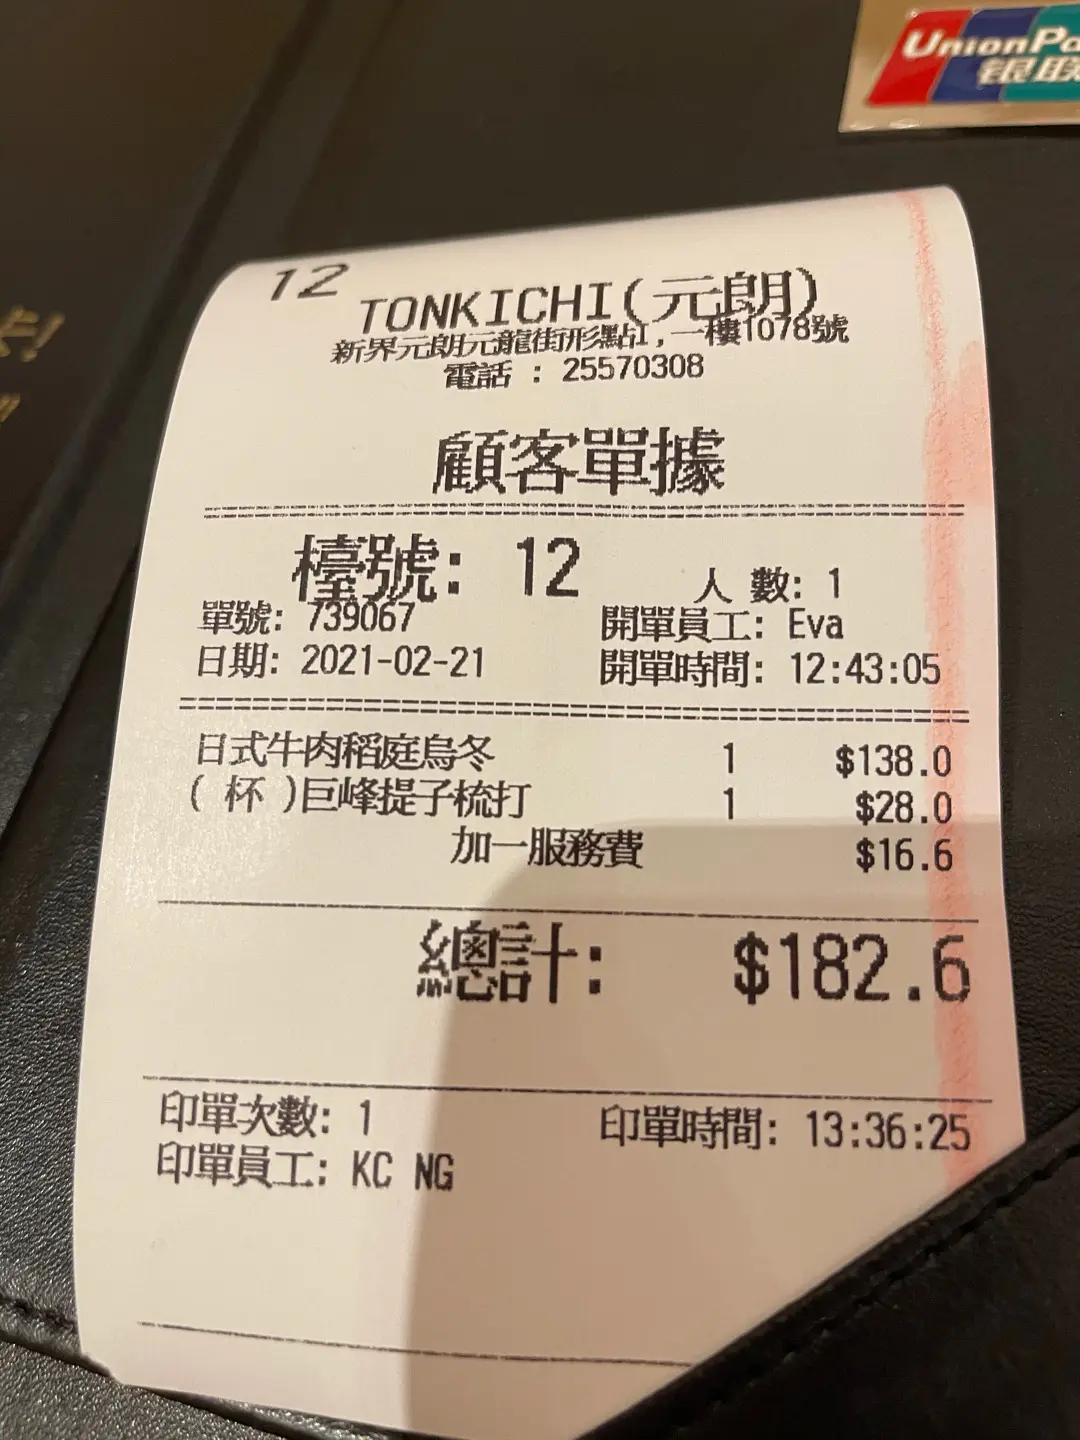 UnionPa
银联
卡!
12
TONKICHI(元朗)
新界元朗元龍街形點I,一樓1078號
電話 : 25570308
顧客單據
檯號: 12
人 數: 1
單號: 739067
開單員工: Eva
日期: 2021-02-21
開單時間: 12:43:05
日式牛肉稻庭烏冬 1 $138.0
( 杯 )巨峰提子梳打 1 $28.0
加一服務費 $16.6
總計: $182.6
印單次數: 1
印單時間: 13:36:25
印單員工: KC NG